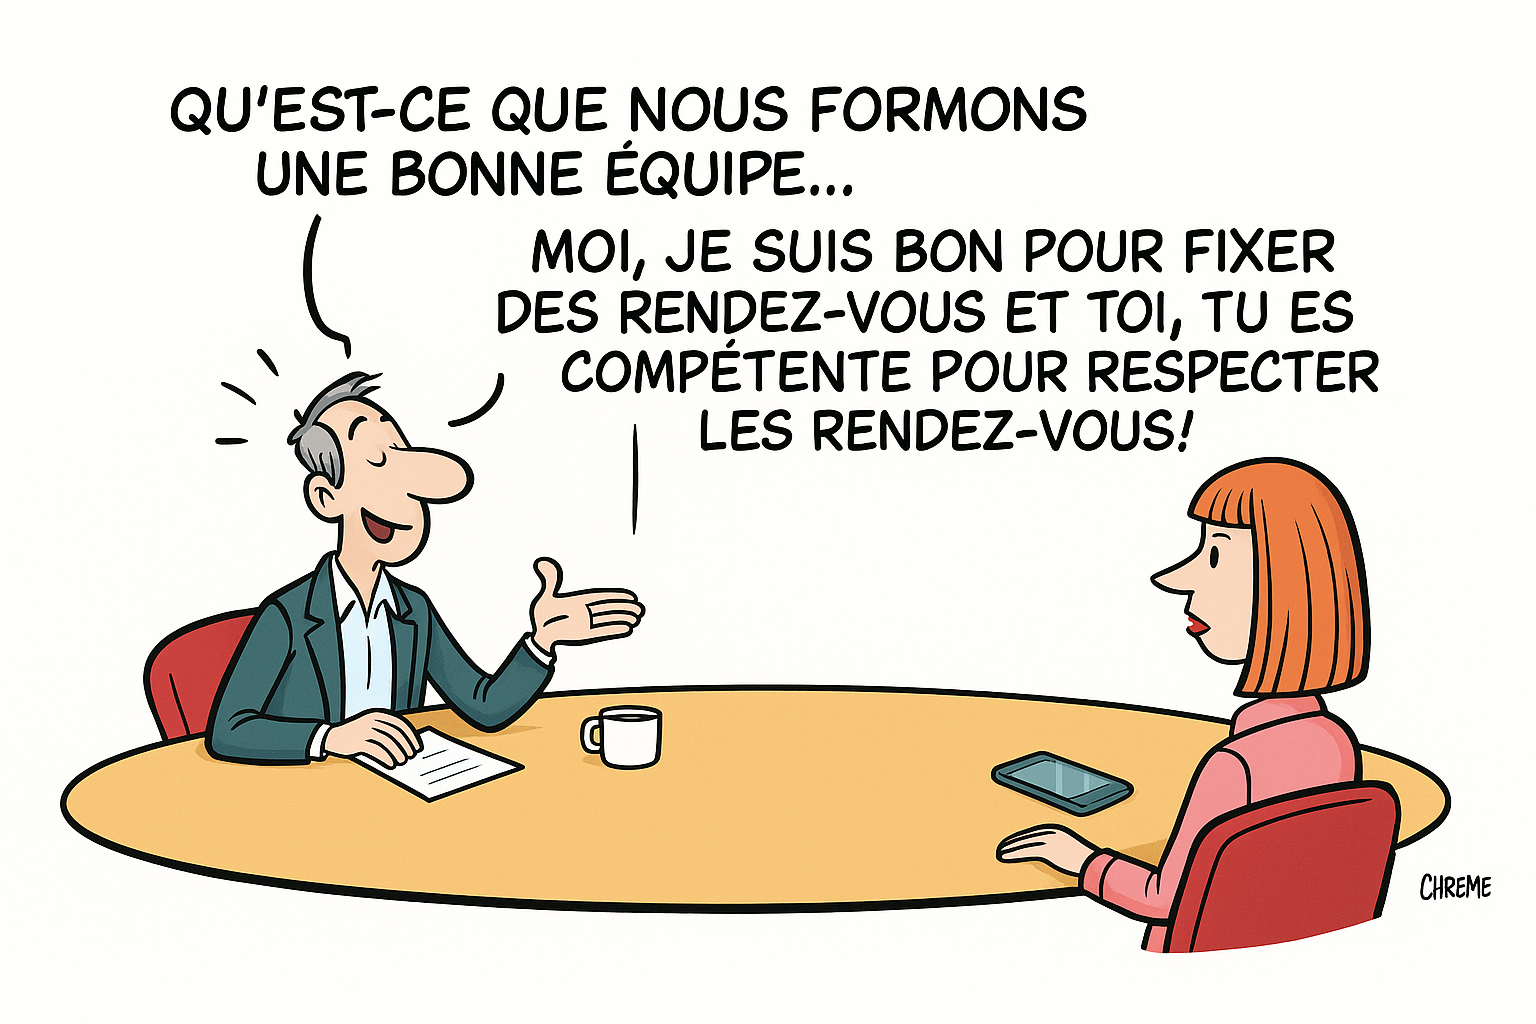 QU'EST-CE QUE NOUS FORMONS
UNE BONNE ÉQUIPE...
MOI, JE SUIS BON POUR FIXER
DES RENDEZ-VOUS ET TOI, TU ES
COMPÉTENTE POUR RESPECTER
LES RENDEZ-VOUS!
CHREME